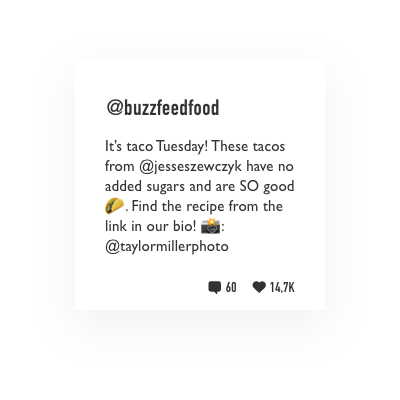 @buzzfeedfood
It's taco Tuesday! These tacos
from @jesseszewczyk have no
added sugars and are SO good
🌮. Find the recipe from the
link in our bio! 📸:
@taylormillerphoto
60 14,7K